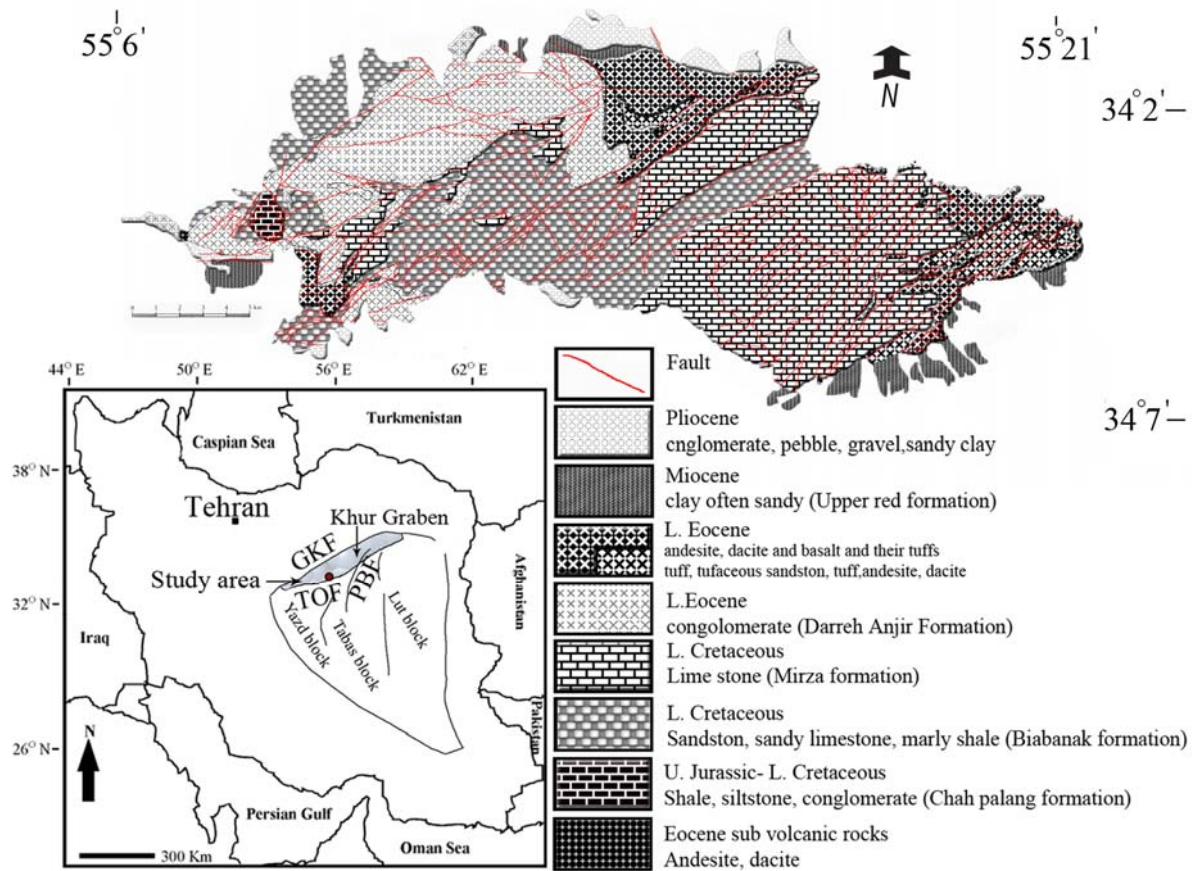 55°6'
55°21'
N
34°2'
34°7'
Fault
Pliocene
cnglomerate, pebble, gravel,sandy clay
Miocene
clay often sandy (Upper red formation)
L. Eocene
andesite, dacite and basalt and their tuffs
tuff, tufaceous sandston, tuff,andesite, dacite
L.Eocene
congolomerate (Darreh Anjir Formation)
L. Cretaceous
Lime stone (Mirza formation)
L. Cretaceous
Sandston, sandy limestone, marly shale (Biabanak formation)
U. Jurassic- L. Cretaceous
Shale, siltstone, conglomerate (Chah palang formation)
Eocene sub volcanic rocks
Andesite, dacite
44° E
50°
56°
62°
38° N
32°
26° N
Turkmenistan
Caspian Sea
Tehran
Khur Graben
GKF
Study area
TOF
PBF
Yazd block
Tabas block
Lut block
Afghanistan
Iraq
Pakistan
N
Persian Gulf
Oman Sea
300 Km